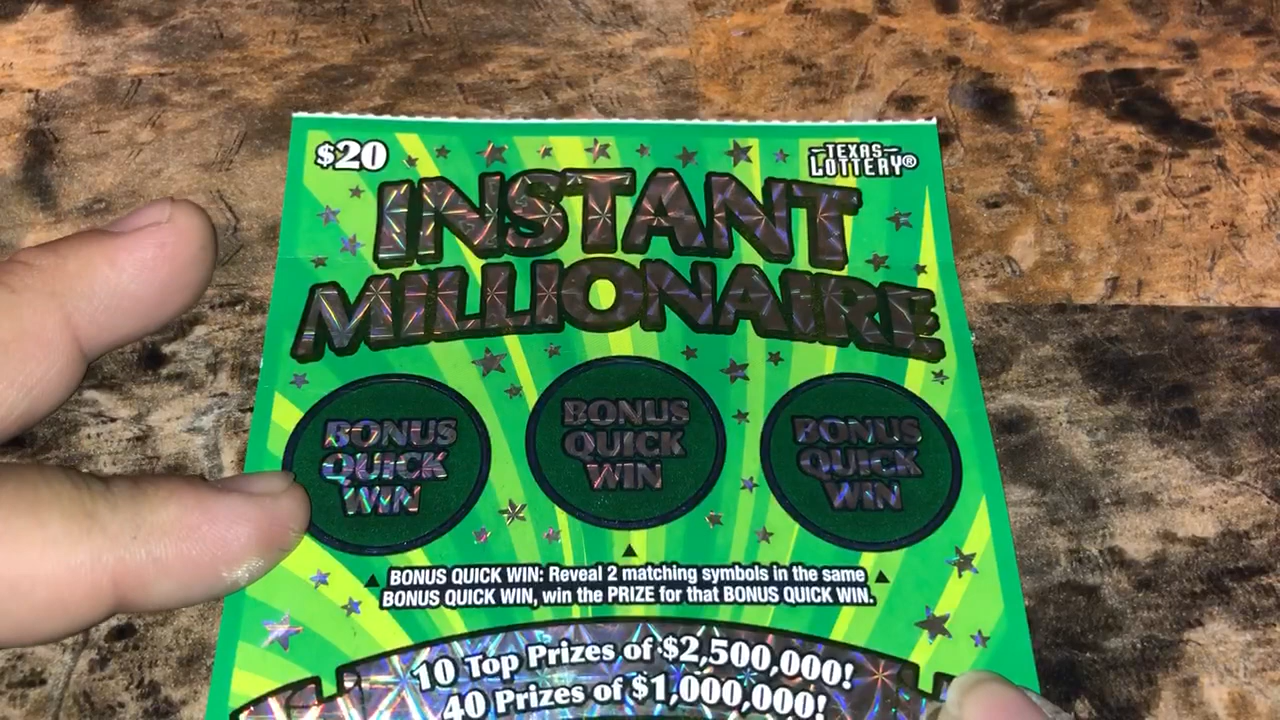 $20
TEXAS
LOTTERY®
INSTANT
MILLIONAIRE
BONUS
QUICK
WIN
BONUS
QUICK
WIN
BONUS
QUICK
WIN
BONUS QUICK WIN: Reveal 2 matching symbols in the same
BONUS QUICK WIN, win the PRIZE for that BONUS QUICK WIN.
10 Top Prizes of $2,500,000!
40 Prizes of $1,000,000!